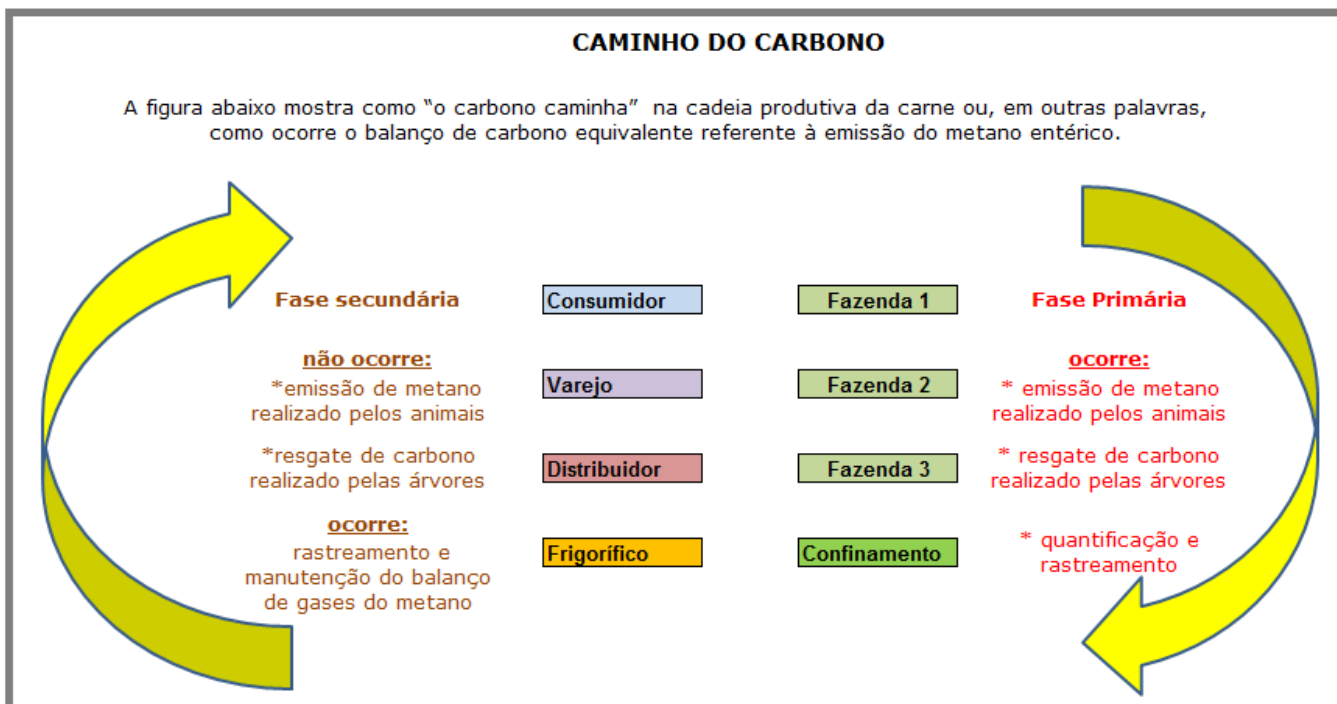 CAMINHO DO CARBONO
A figura abaixo mostra como “o carbono caminha” na cadeia produtiva da carne ou, em outras palavras,
como ocorre o balanço de carbono equivalente referente à emissão do metano entérico.
Fase secundária
não ocorre:
*emissão de metano
realizado pelos animais
*resgate de carbono
realizado pelas árvores
ocorre:
rastreamento e
manutenção do balanço
de gases do metano
Consumidor
Varejo
Distribuidor
Frigorífico
Fazenda 1
Fazenda 2
Fazenda 3
Confinamento
Fase Primária
ocorre:
* emissão de metano
realizado pelos animais
* resgate de carbono
realizado pelas árvores
* quantificação e
rastreamento